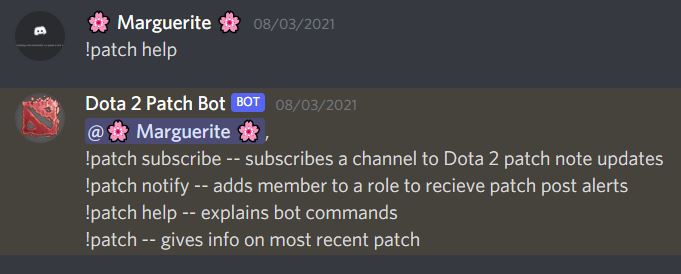 🌸 Marguerite 🌸 08/03/2021
!patch help
Dota 2 Patch Bot BOT 08/03/2021
@🌸 Marguerite 🌸,
!patch subscribe -- subscribes a channel to Dota 2 patch note updates
!patch notify -- adds member to a role to recieve patch post alerts
!patch help -- explains bot commands
!patch -- gives info on most recent patch